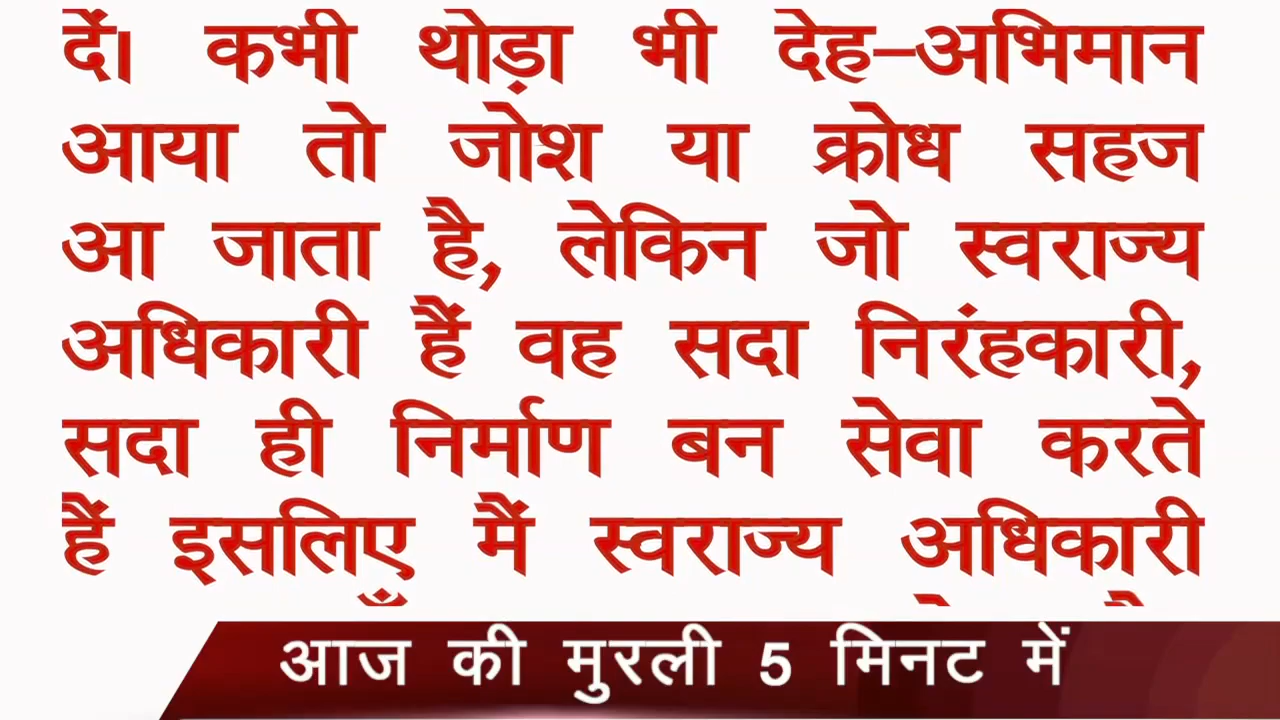 दें। कभी थोड़ा भी देह–अभिमान
आया तो जोश या क्रोध सहज
आ जाता है, लेकिन जो स्वराज्य
अधिकारी हैं वह सदा निरंहकारी,
सदा ही निर्माण बन सेवा करते
हैं इसलिए मैं स्वराज्य अधिकारी
आज की मुरली 5 मिनट में